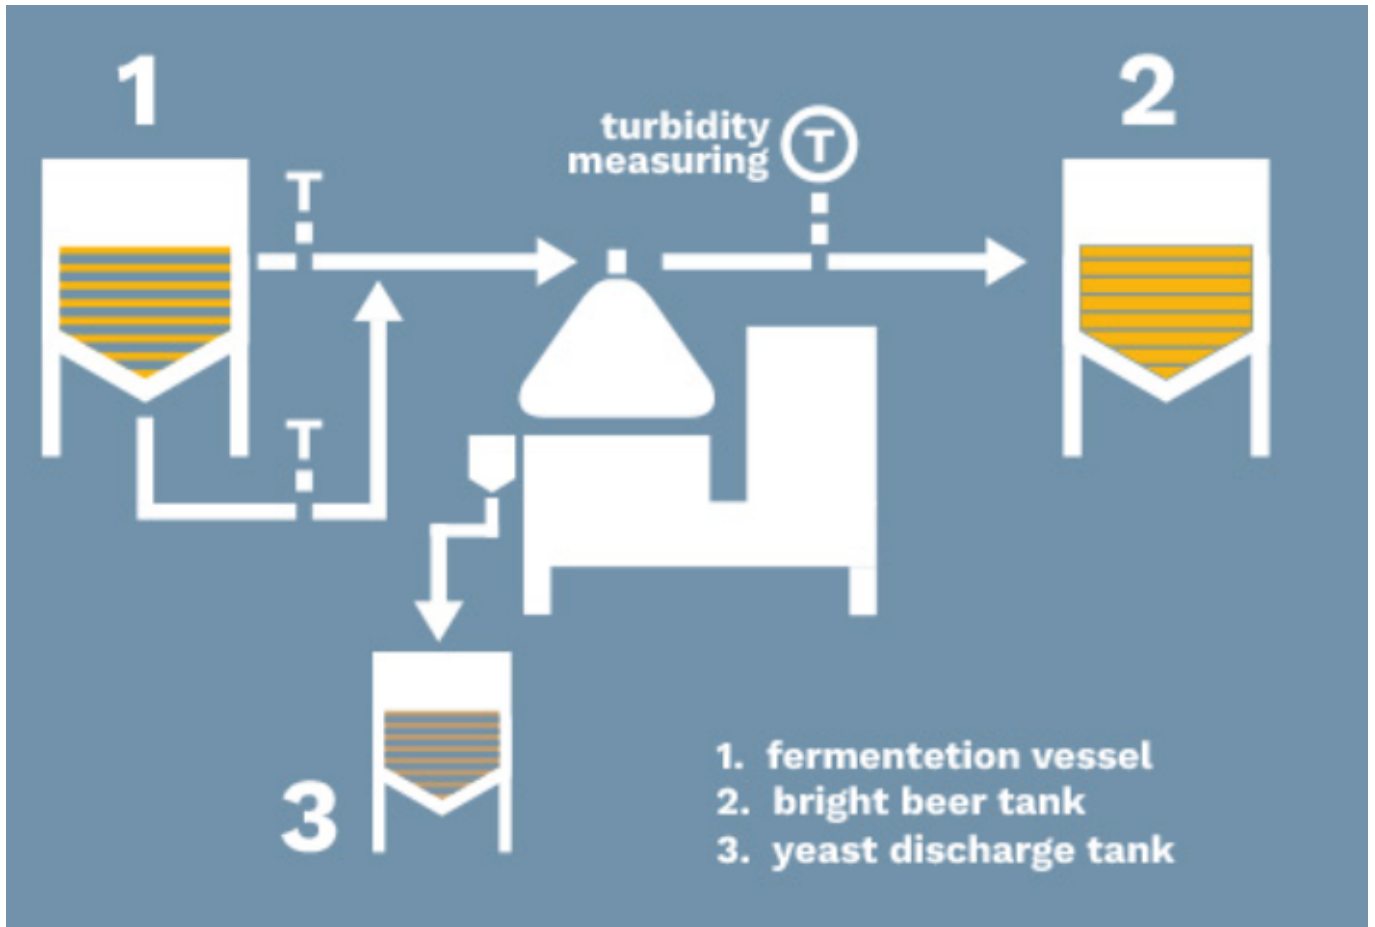 1
2
turbidity
measuring
T
T
T
3
1. fermentetion vessel
2. bright beer tank
3. yeast discharge tank